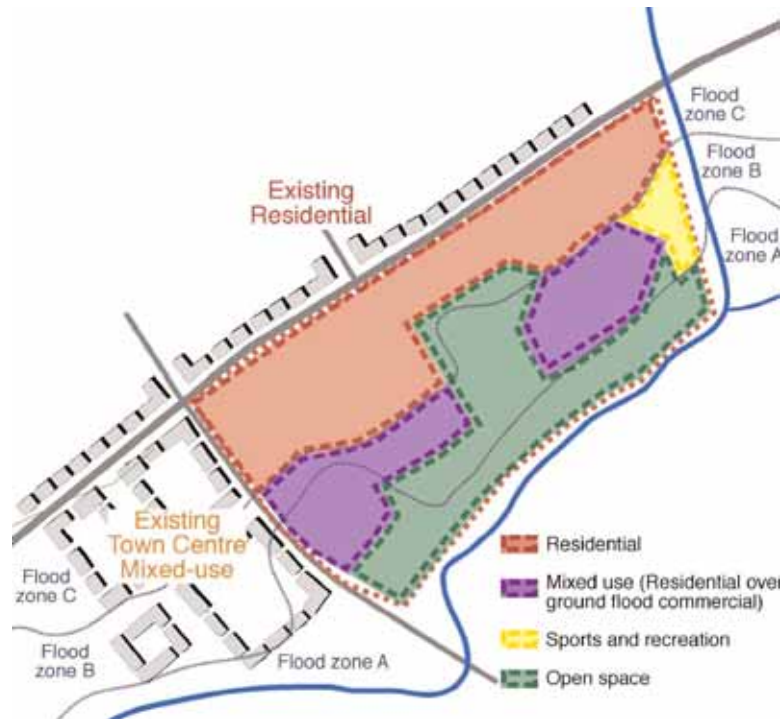 Flood
zone C
Flood
zone B
Flood
zone A
Existing
Residential
Existing
Town Centre
Mixed-use
Flood
zone C
Flood
zone B
Flood zone A
Residential
Mixed use (Residential over
ground flood commercial)
Sports and recreation
Open space